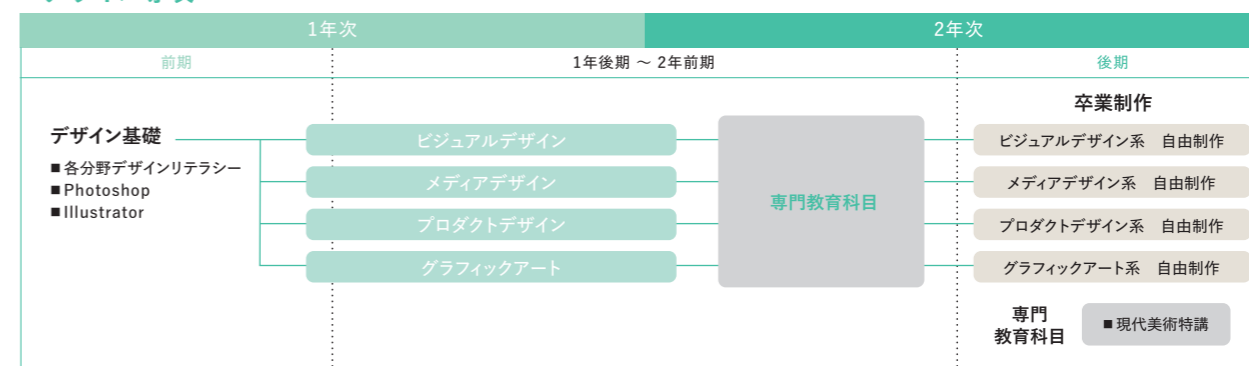 1年次
2年次
前期
1年後期 ～ 2年前期
後期
デザイン基礎
■各分野デザインリテラシー
■Photoshop
■Illustrator
ビジュアルデザイン
メディアデザイン
プロダクトデザイン
グラフィックアート
専門教育科目
卒業制作
ビジュアルデザイン系　自由制作
メディアデザイン系　自由制作
プロダクトデザイン系　自由制作
グラフィックアート系　自由制作
専門
教育科目
■現代美術特講